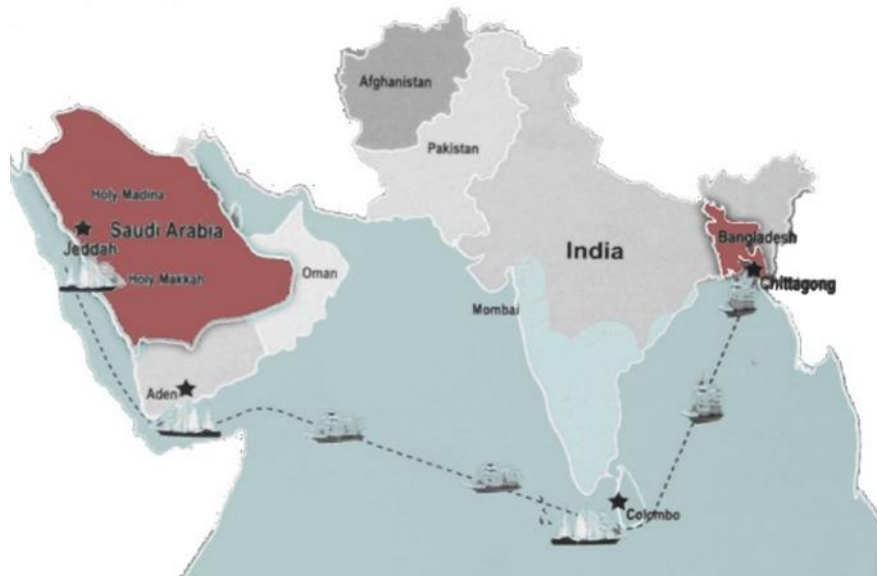 Afghanistan
Pakistan
Holy Madina
Saudi Arabia
Jeddah
Holy Makkah
Oman
India
Bangladesh
Chittagong
Mombai
Aden
Colombo